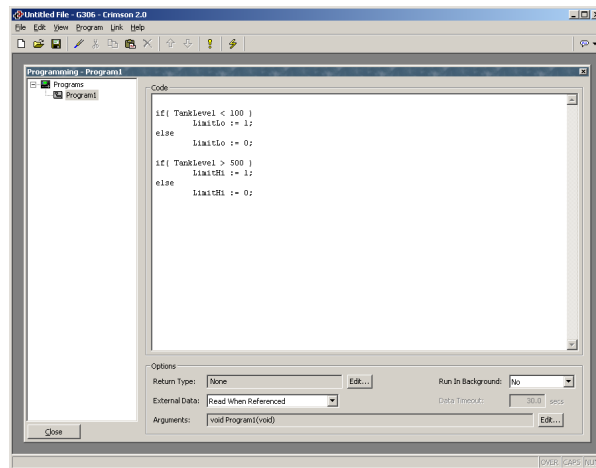 Untitled File - G306 - Crimson 2.0
File Edit View Program Link Help
Programming - Program1
Programs
Program1
Code
if( TankLevel < 100 )
LimitLo := 1;
else
LimitLo := 0;
if( TankLevel > 500 )
LimitHi := 1;
else
LimitHi := 0;
Options
Return Type: None Edit... Run In Background: No
External Data: Read When Referenced Data Timeout: 30.0 secs
Arguments: void Program1(void) Edit...
Close
OVER CAPS NU